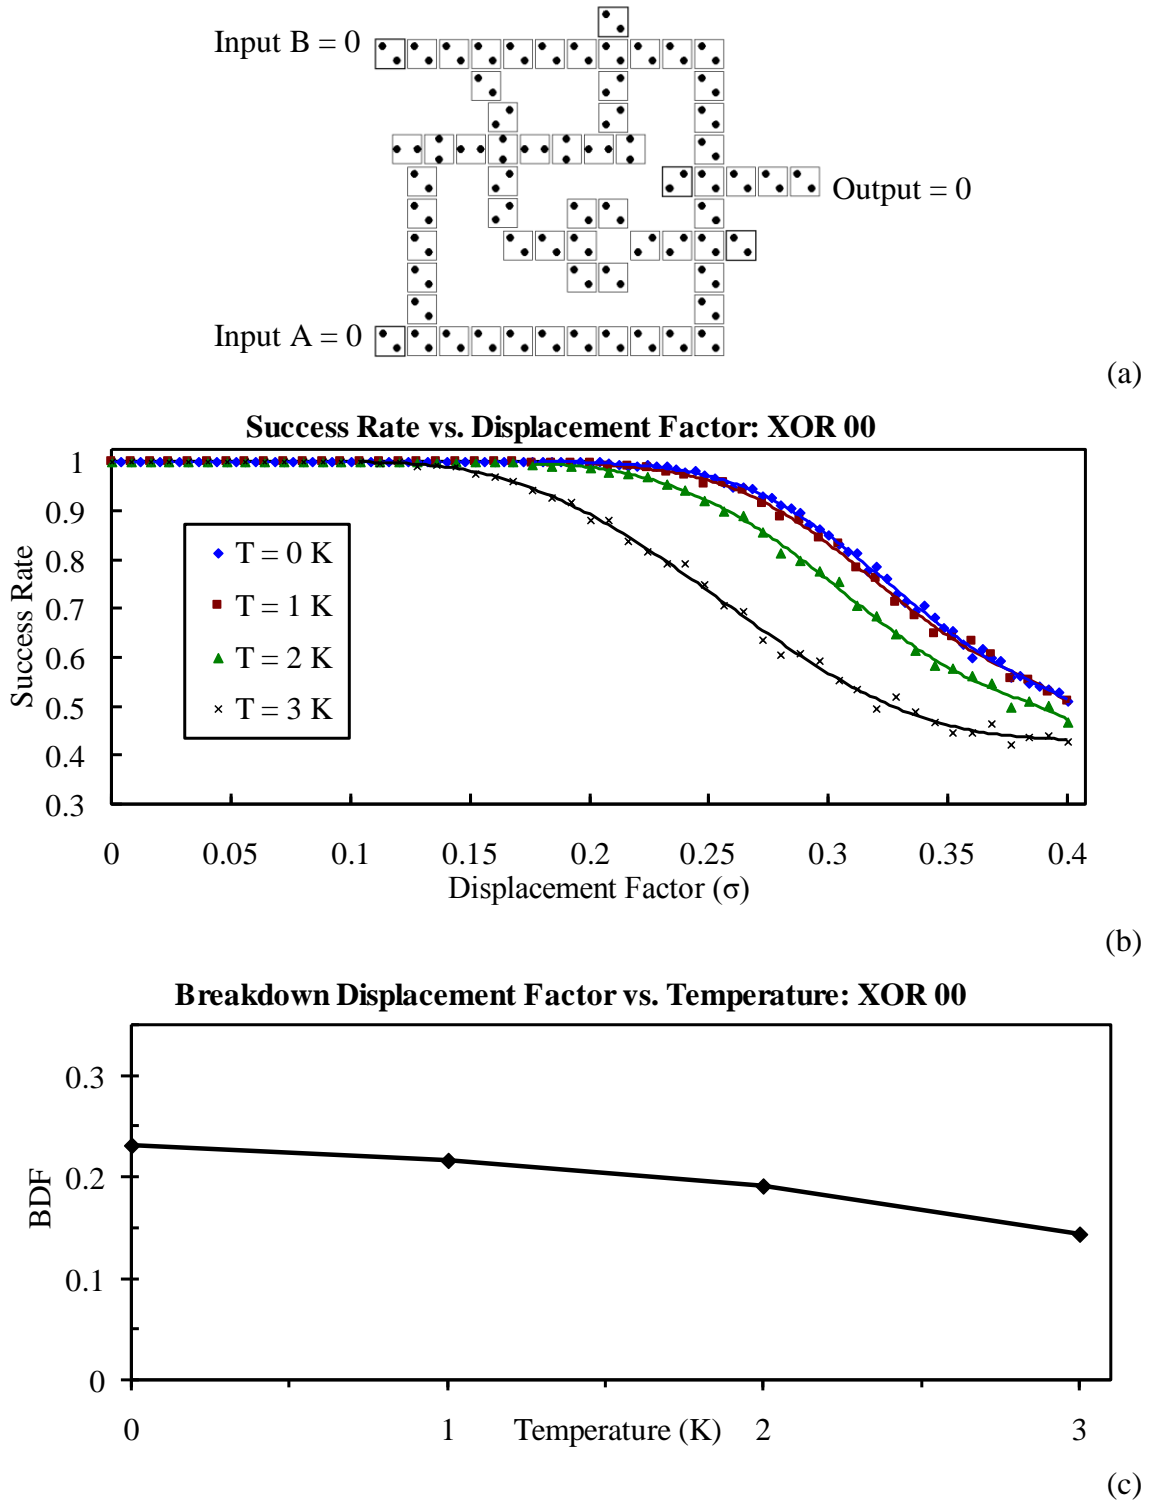 Input B = 0
Output = 0
Input A = 0
(a)
Success Rate vs. Displacement Factor: XOR 00
1
0.9
0.8
0.7
0.6
0.5
0.4
0.3
Success Rate
T = 0 K
T = 1 K
T = 2 K
T = 3 K
0 0.05 0.1 0.15 0.2 0.25 0.3 0.35 0.4
Displacement Factor (σ)
(b)
Breakdown Displacement Factor vs. Temperature: XOR 00
0.3
0.2
0.1
0
BDF
0 1 Temperature (K) 2 3
(c)